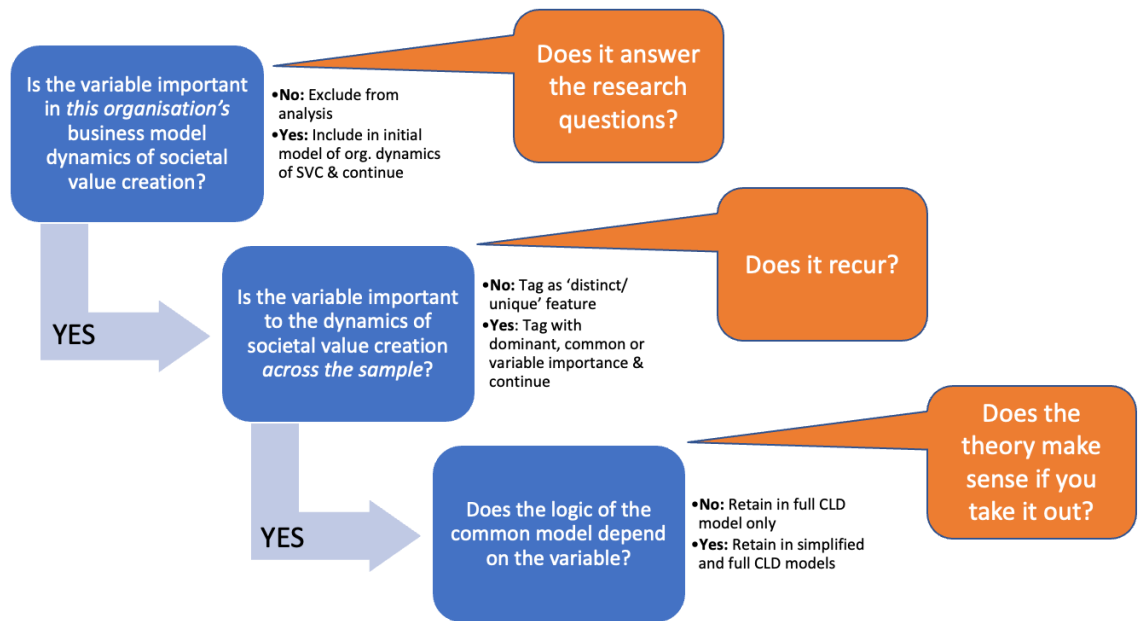 Is the variable important
in this organisation's
business model
dynamics of societal
value creation?
•No: Exclude from
analysis
•Yes: Include in initial
model of org. dynamics
of SVC & continue
Does it answer
the research
questions?
YES
Is the variable important
to the dynamics of
societal value creation
across the sample?
•No: Tag as ‘distinct/
unique’ feature
•Yes: Tag with
dominant, common or
variable importance &
continue
Does it recur?
YES
Does the logic of the
common model depend
on the variable?
•No: Retain in full CLD
model only
•Yes: Retain in simplified
and full CLD models
Does the
theory make
sense if you
take it out?